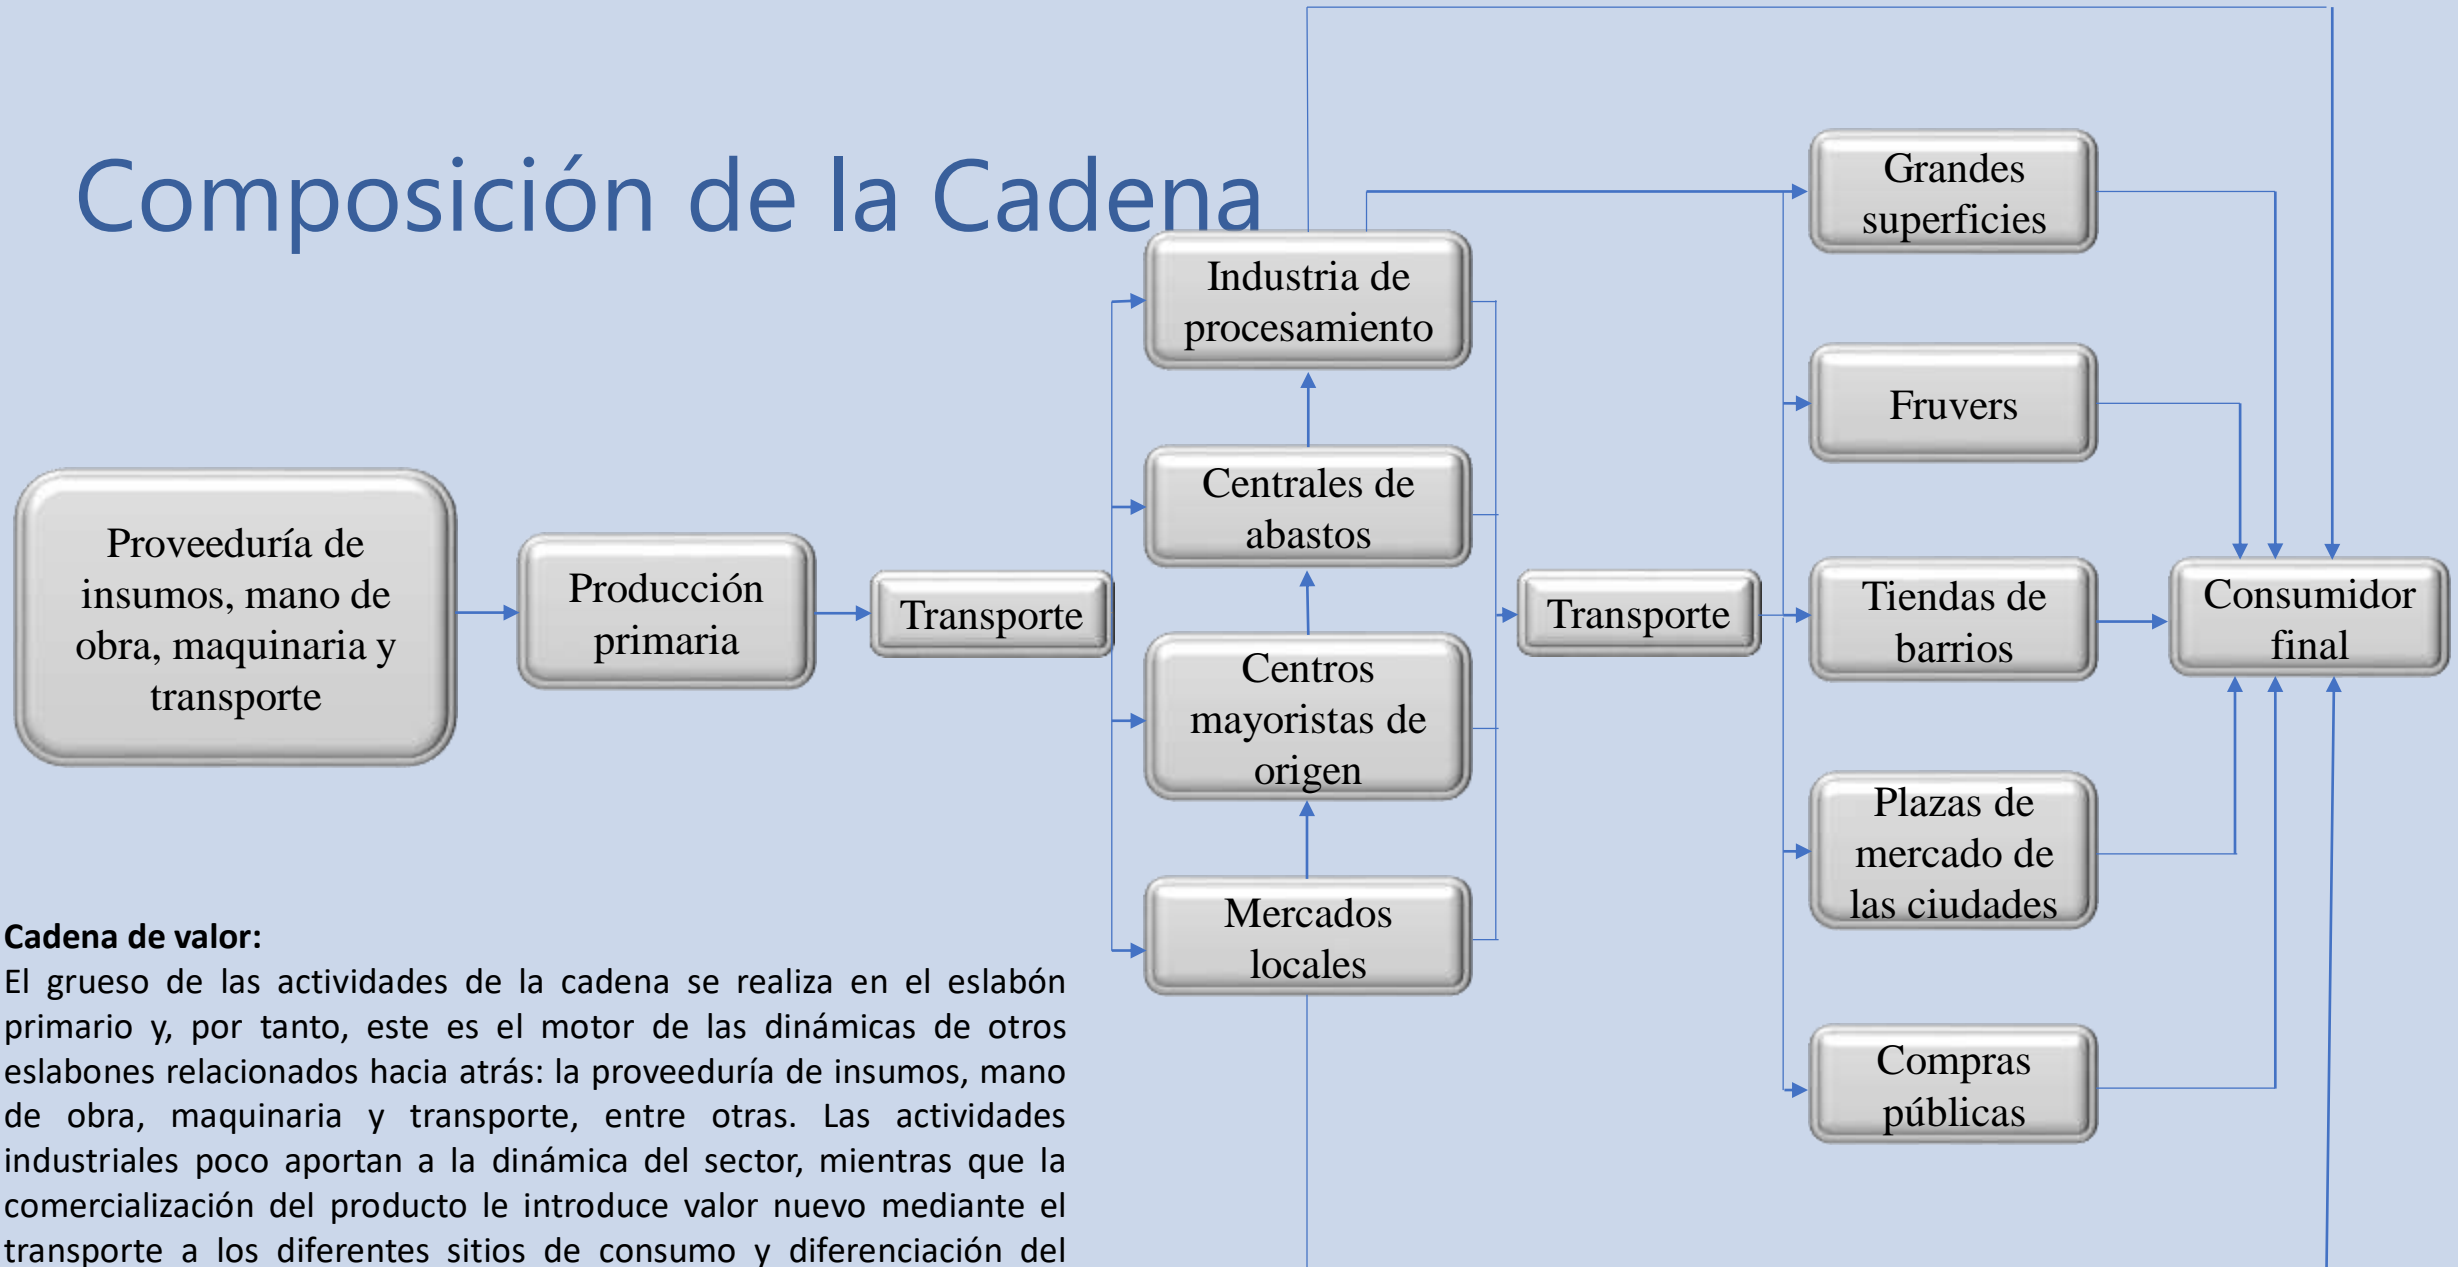 Composición de la Cadena
Proveeduría de
insumos, mano de
obra, maquinaria y
transporte
Producción
primaria
Transporte
Industria de
procesamiento
Centrales de
abastos
Centros
mayoristas de
origen
Mercados
locales
Transporte
Grandes
superficies
Fruvers
Tiendas de
barrios
Plazas de
mercado de
las ciudades
Compras
públicas
Consumidor
final
Cadena de valor:
El grueso de las actividades de la cadena se realiza en el eslabón
primario y, por tanto, este es el motor de las dinámicas de otros
eslabones relacionados hacia atrás: la proveeduría de insumos, mano
de obra, maquinaria y transporte, entre otras. Las actividades
industriales poco aportan a la dinámica del sector, mientras que la
comercialización del producto le introduce valor nuevo mediante el
transporte a los diferentes sitios de consumo y diferenciación del